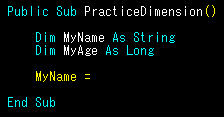 Public Sub PracticeDimension()
Dim MyName As String
Dim MyAge As Long
MyName =
End Sub